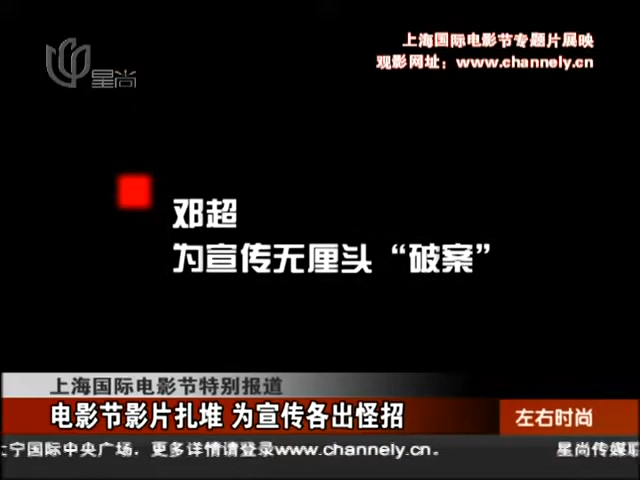 上海国际电影节专题片展映
观影网址：www.channely.cn
星尚
邓超
为宣传无厘头“破案”
上海国际电影节特别报道
电影节影片扎堆 为宣传各出怪招
左右时尚
宁国际中央广场．更多详情请登录www.channely.cn．
星尚传媒联